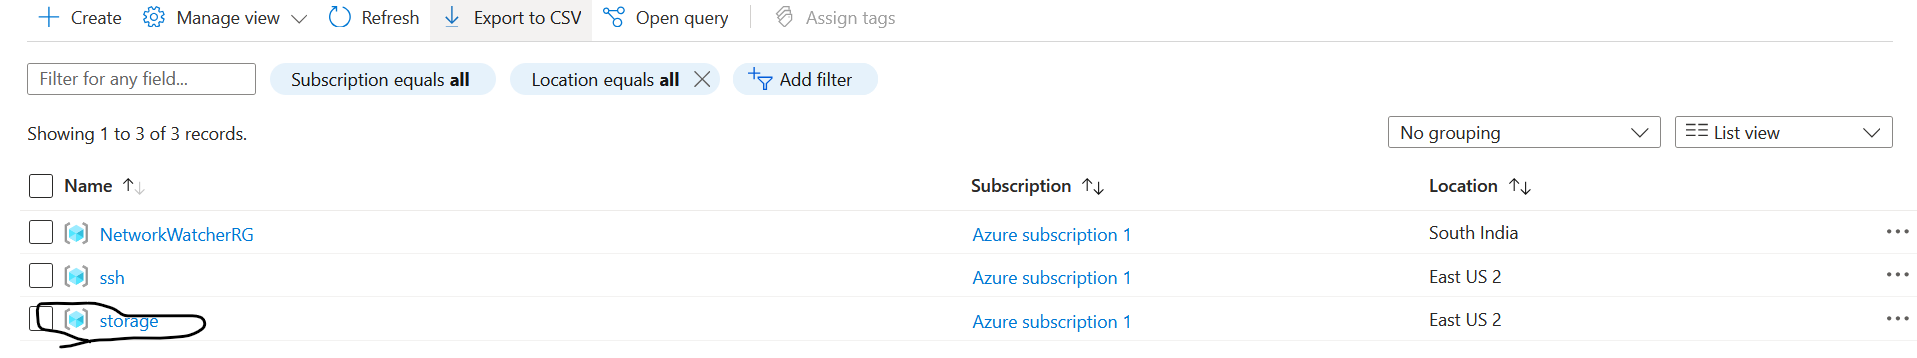 Create Manage view Refresh Export to CSV Open query Assign tags
Filter for any field... Subscription equals all Location equals all Add filter
Showing 1 to 3 of 3 records. No grouping List view
Name Subscription Location
NetworkWatcherRG Azure subscription 1 South India
ssh Azure subscription 1 East US 2
storage Azure subscription 1 East US 2